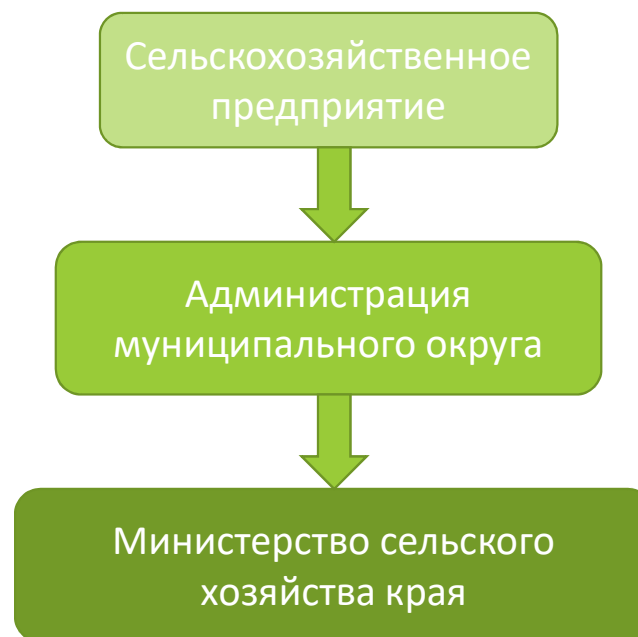 Сельскохозяйственное
предприятие
Администрация
муниципального округа
Министерство сельского
хозяйства края